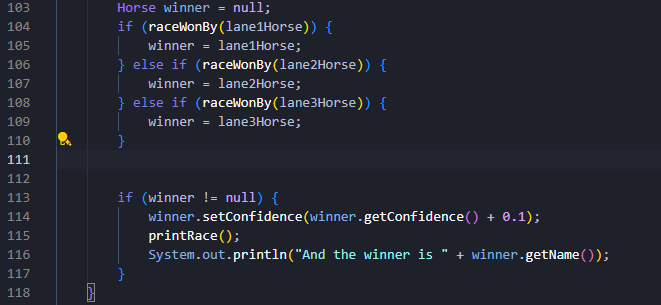 103 Horse winner = null;
104 if (raceWonBy(lane1Horse)) {
105 winner = lane1Horse;
106 } else if (raceWonBy(lane2Horse)) {
107 winner = lane2Horse;
108 } else if (raceWonBy(lane3Horse)) {
109 winner = lane3Horse;
110 }
111
112
113 if (winner != null) {
114 winner.setConfidence(winner.getConfidence() + 0.1);
115 printRace();
116 System.out.println("And the winner is " + winner.getName());
117 }
118 }